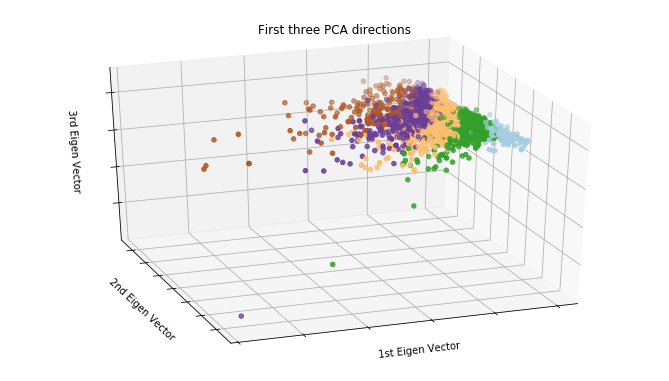 First three PCA directions
3rd Eigen Vector
2nd Eigen Vector
1st Eigen Vector